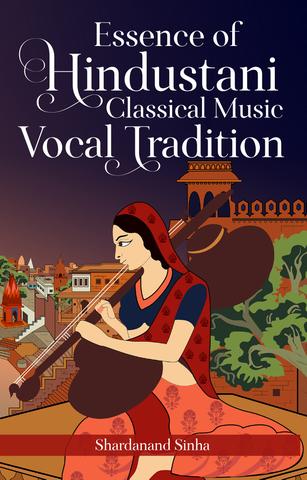 Essence of
Hindustani
Classical Music
Vocal Tradition
Shardanand Sinha